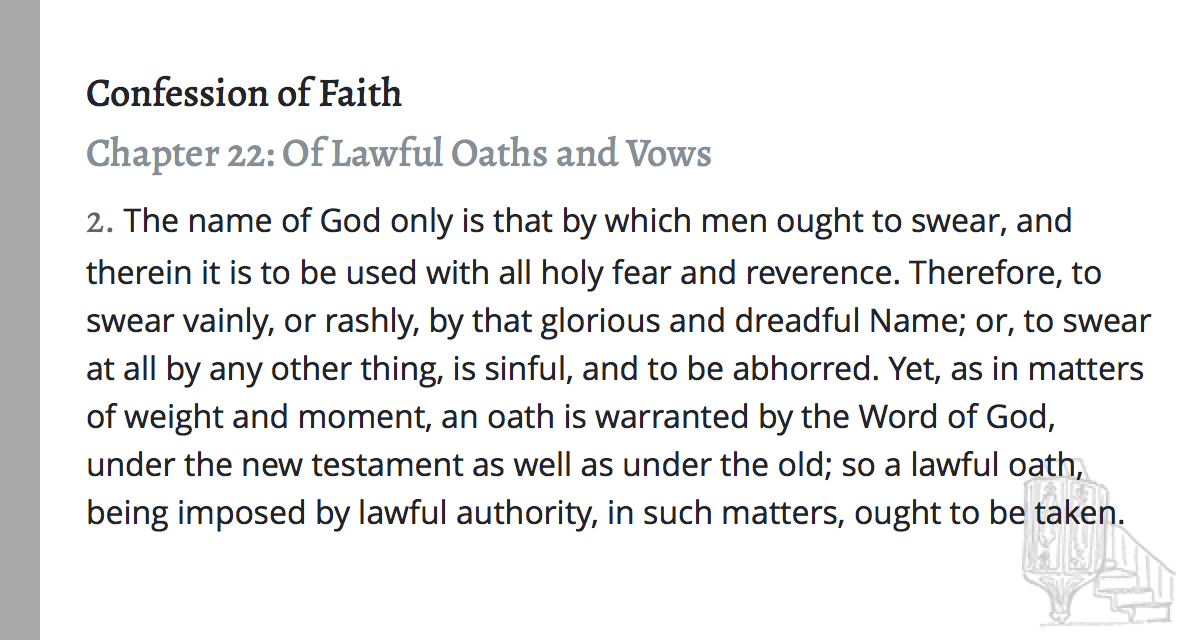 Confession of Faith
Chapter 22: Of Lawful Oaths and Vows
2. The name of God only is that by which men ought to swear, and
therein it is to be used with all holy fear and reverence. Therefore, to
swear vainly, or rashly, by that glorious and dreadful Name; or, to swear
at all by any other thing, is sinful, and to be abhorred. Yet, as in matters
of weight and moment, an oath is warranted by the Word of God,
under the new testament as well as under the old; so a lawful oath,
being imposed by lawful authority, in such matters, ought to be taken.